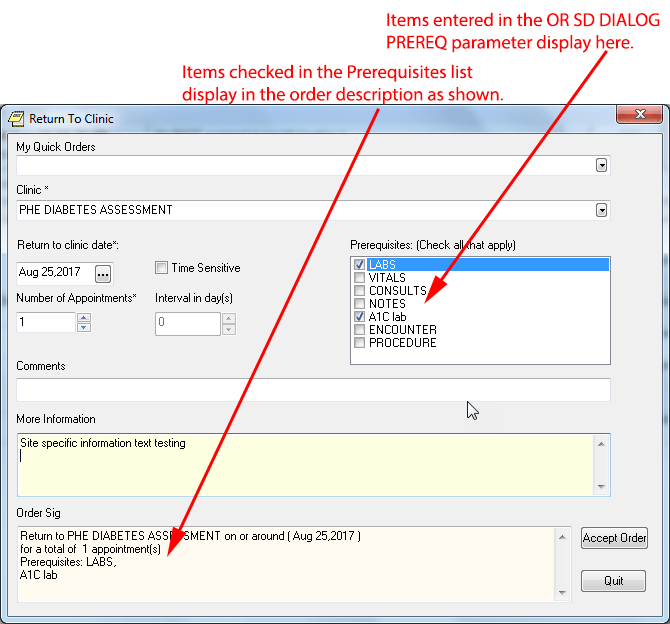 Items entered in the OR SD DIALOG
PREREQ parameter display here.
Items checked in the Prerequisites list
display in the order description as shown.
Return To Clinic
My Quick Orders
Clinic *
PHE DIABETES ASSESSMENT
Return to clinic date*:
Aug 25,2017 ...
Time Sensitive
Number of Appointments*
1
Interval in day(s)
0
Prerequisites: (Check all that apply)
LABS
VITALS
CONSULTS
NOTES
A1C lab
ENCOUNTER
PROCEDURE
Comments
More Information
Site specific information text testing
Order Sig
Return to PHE DIABETES ASSESSMENT on or around ( Aug 25,2017 )
for a total of 1 appointment(s)
Prerequisites: LABS,
A1C lab
Accept Order
Quit